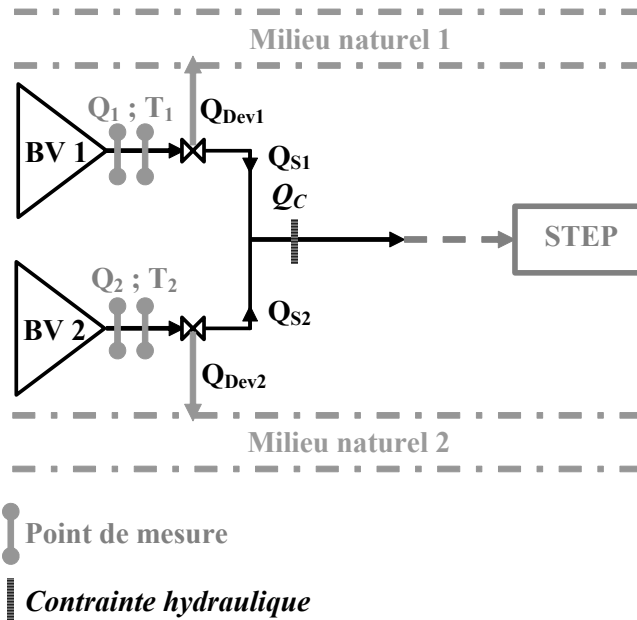 Milieu naturel 1
Q1 ; T1
QDev1
BV 1
QS1
QC
STEP
Q2 ; T2
QS2
BV 2
QDev2
Milieu naturel 2
Point de mesure
Contrainte hydraulique